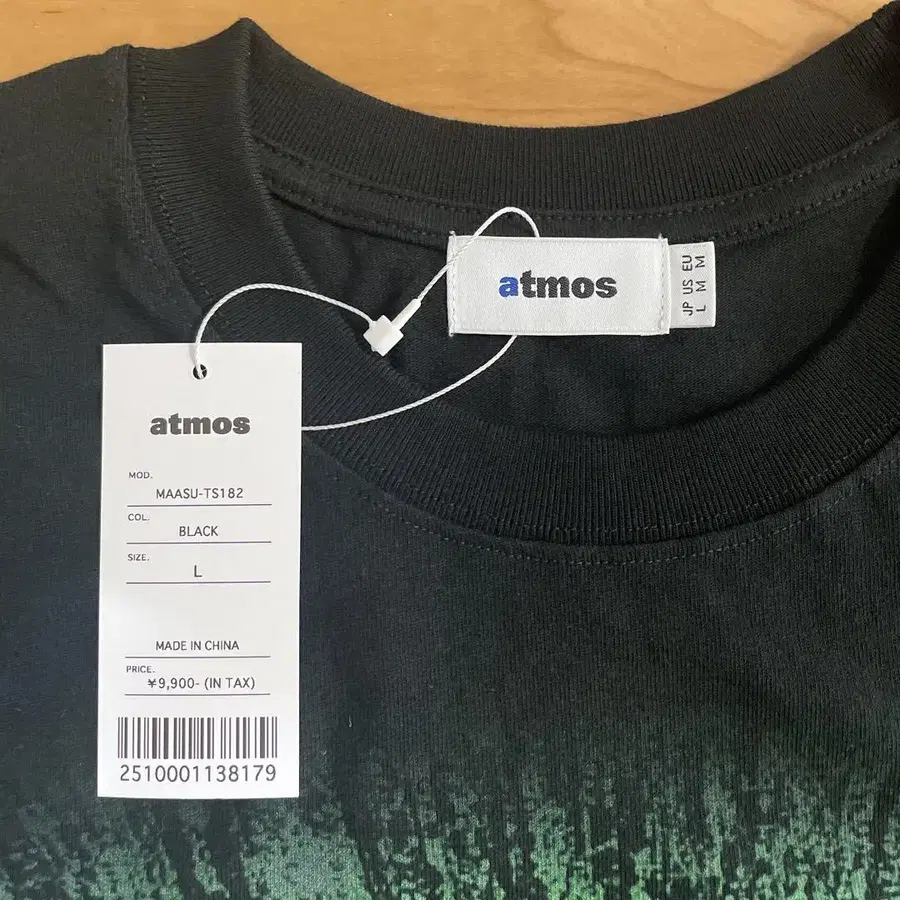 atmos
JP US EU
L M M
atmos
MOD.
MAASU-TS182
COL.
BLACK
SIZE.
L
MADE IN CHINA
PRICE.
¥9,900- (IN TAX)
2510001138179